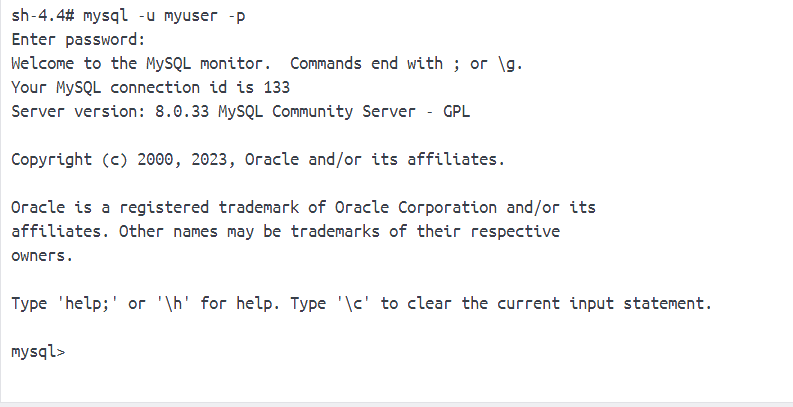 sh-4.4# mysql -u myuser -p
Enter password:
Welcome to the MySQL monitor.  Commands end with ; or \g.
Your MySQL connection id is 133
Server version: 8.0.33 MySQL Community Server - GPL

Copyright (c) 2000, 2023, Oracle and/or its affiliates.

Oracle is a registered trademark of Oracle Corporation and/or its
affiliates. Other names may be trademarks of their respective
owners.

Type 'help;' or '\h' for help. Type '\c' to clear the current input statement.

mysql>